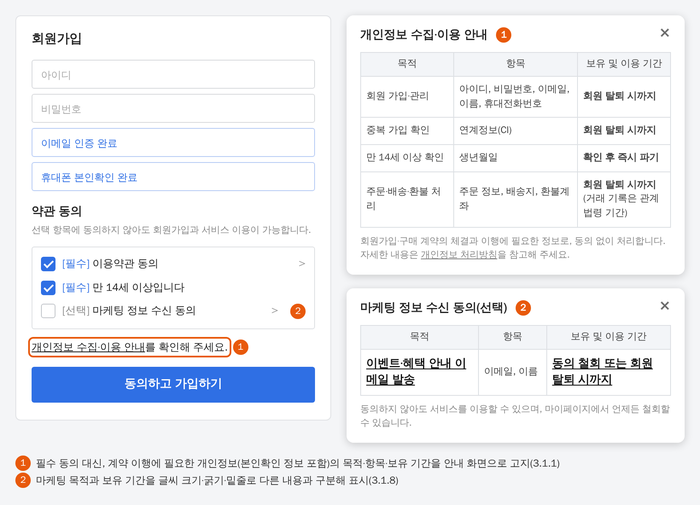 회원가입
아이디
비밀번호
이메일 인증 완료
휴대폰 본인확인 완료
약관 동의
선택 항목에 동의하지 않아도 회원가입과 서비스 이용이 가능합니다.
[필수] 이용약관 동의 >
[필수] 만 14세 이상입니다
[선택] 마케팅 정보 수신 동의 > 2
개인정보 수집·이용 안내를 확인해 주세요. 1
동의하고 가입하기
개인정보 수집·이용 안내 1 ✕
목적 항목 보유 및 이용 기간
회원 가입·관리 아이디, 비밀번호, 이메일, 회원 탈퇴 시까지
이름, 휴대전화번호
중복 가입 확인 연계정보(CI) 회원 탈퇴 시까지
만 14세 이상 확인 생년월일 확인 후 즉시 파기
주문·배송·환불 처 주문 정보, 배송지, 환불계 회원 탈퇴 시까지
리 좌 (거래 기록은 관계
법령 기간)
회원가입·구매 계약의 체결과 이행에 필요한 정보로, 동의 없이 처리합니다.
자세한 내용은 개인정보 처리방침을 참고해 주세요.
마케팅 정보 수신 동의(선택) 2 ✕
목적 항목 보유 및 이용 기간
이벤트·혜택 안내 이 이메일, 이름 동의 철회 또는 회원
메일 발송 탈퇴 시까지
동의하지 않아도 서비스를 이용할 수 있으며, 마이페이지에서 언제든 철회할
수 있습니다.
1 필수 동의 대신, 계약 이행에 필요한 개인정보(본인확인 정보 포함)의 목적·항목·보유 기간을 안내 화면으로 고지(3.1.1)
2 마케팅 목적과 보유 기간을 글씨 크기·굵기·밑줄로 다른 내용과 구분해 표시(3.1.8)